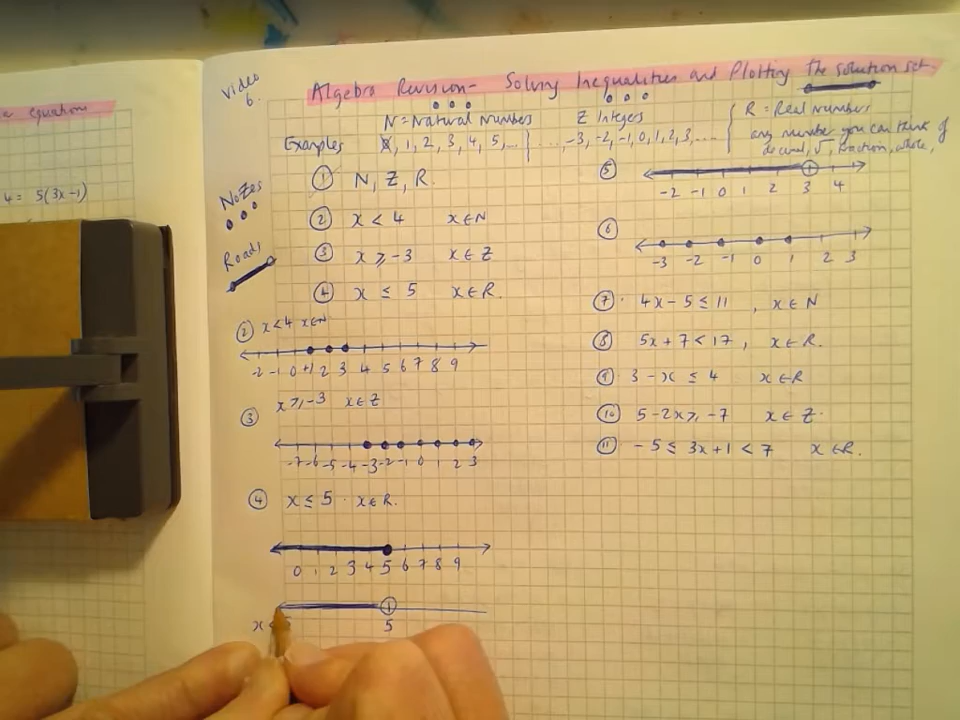 e equations
4 = 5(3x-1)
Video 6.
Algebra Revision- Solving Inequalities and Plotting the solution set.
N = Natural numbers
Z Integers
R = Real numbers
Examples
0, 1, 2, 3, 4, 5,...
..., -3, -2, -1, 0, 1, 2, 3, ....
any number you can think of
decimal, √, fraction, whole,
NoZes
Road
① N, Z, R.
② x < 4 x∈N
③ x ⩾ -3 x ∈ Z
④ x ≤ 5 x∈R.
② x<4 x∈N
-2 -1 0 +1 2 3 4 5 6 7 8 9
③ x⩾-3 x∈Z
-7 -6 -5 -4 -3 -2 -1 0 1 2 3
④ x ≤ 5 . x∈R.
0 1 2 3 4 5 6 7 8 9
x <
5
⑤
-2 -1 0 1 2 3 4
⑥
-3 -2 -1 0 1 2 3
⑦ 4x-5 ≤ 11 , x∈N
⑧ 5x+7<17, x∈R.
⑨ 3-x ≤ 4 x∈R
⑩ 5-2x⩾-7 x∈Z.
⑪ -5 ≤ 3x+1 < 7 x∈R.